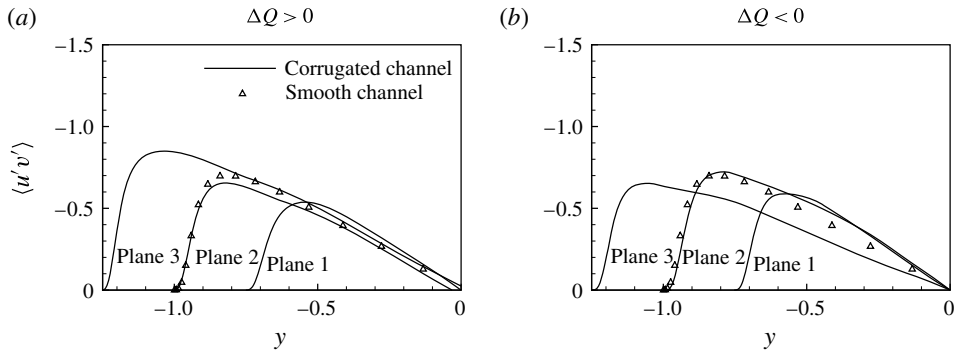 (a)
ΔQ > 0
(b)
ΔQ < 0
−1.5
−1.0
−0.5
0
⟨u′v′⟩
Corrugated channel
Smooth channel
Plane 3
Plane 2
Plane 1
−1.0
−0.5
0
y
−1.5
−1.0
−0.5
0
Plane 3
Plane 2
Plane 1
−1.0
−0.5
0
y